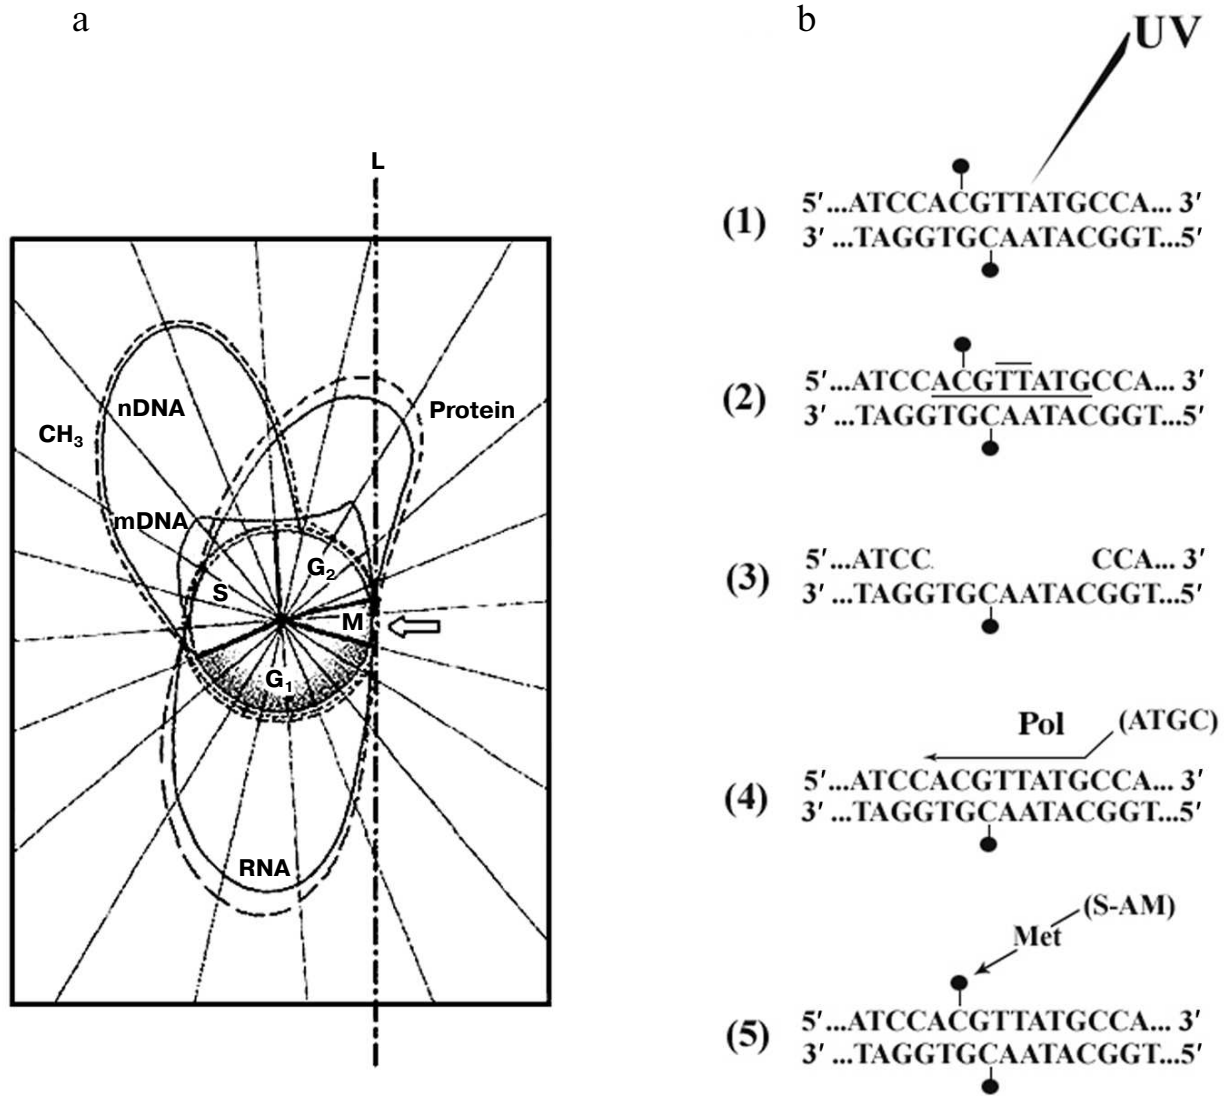 a
L
nDNA
Protein
CH3
mDNA
G2
S
M
G1
RNA
b
UV
(1)
5′...ATCCACGTTATGCCA... 3′
3′ ...TAGGTGCAATACGGT...5′
(2)
5′...ATCCACGTTATGCCA... 3′
3′ ...TAGGTGCAATACGGT...5′
(3)
5′...ATCC. CCA... 3′
3′ ...TAGGTGCAATACGGT...5′
Pol (ATGC)
(4)
5′...ATCCACGTTATGCCA... 3′
3′ ...TAGGTGCAATACGGT...5′
(S-AM)
Met
(5)
5′...ATCCACGTTATGCCA... 3′
3′ ...TAGGTGCAATACGGT...5′